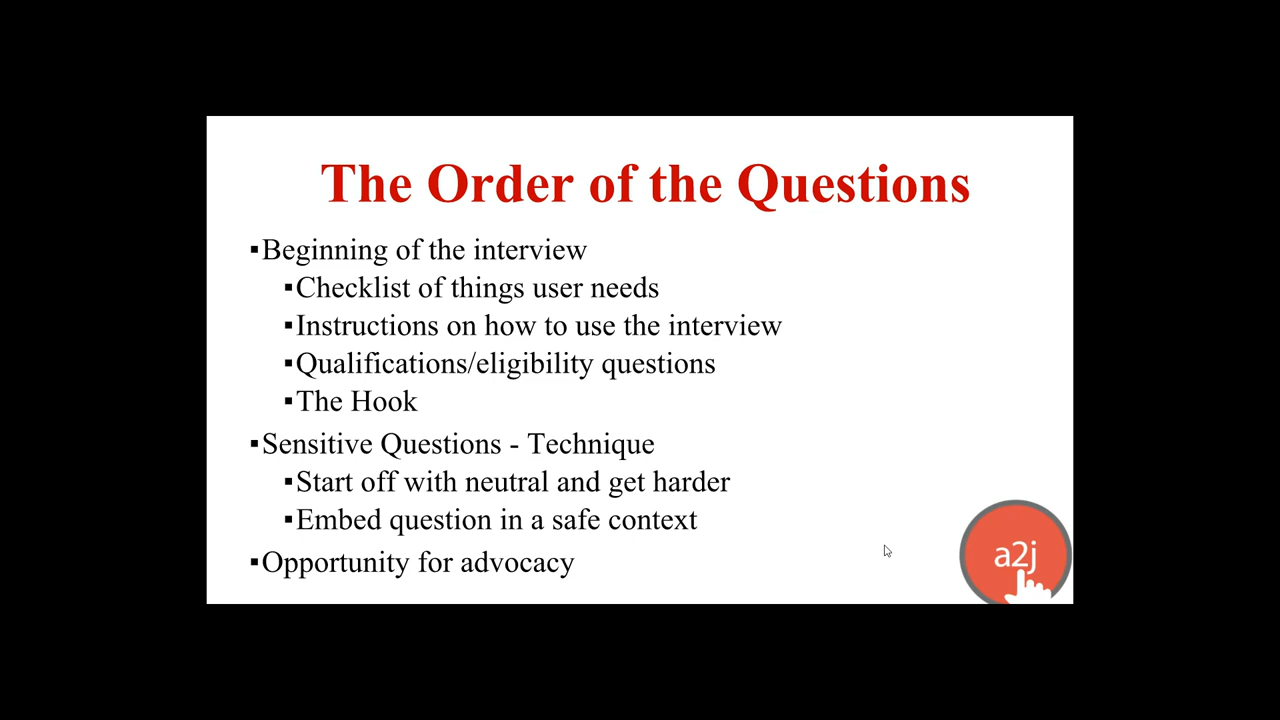 The Order of the Questions
▪Beginning of the interview
▪Checklist of things user needs
▪Instructions on how to use the interview
▪Qualifications/eligibility questions
▪The Hook
▪Sensitive Questions - Technique
▪Start off with neutral and get harder
▪Embed question in a safe context
▪Opportunity for advocacy
a2j